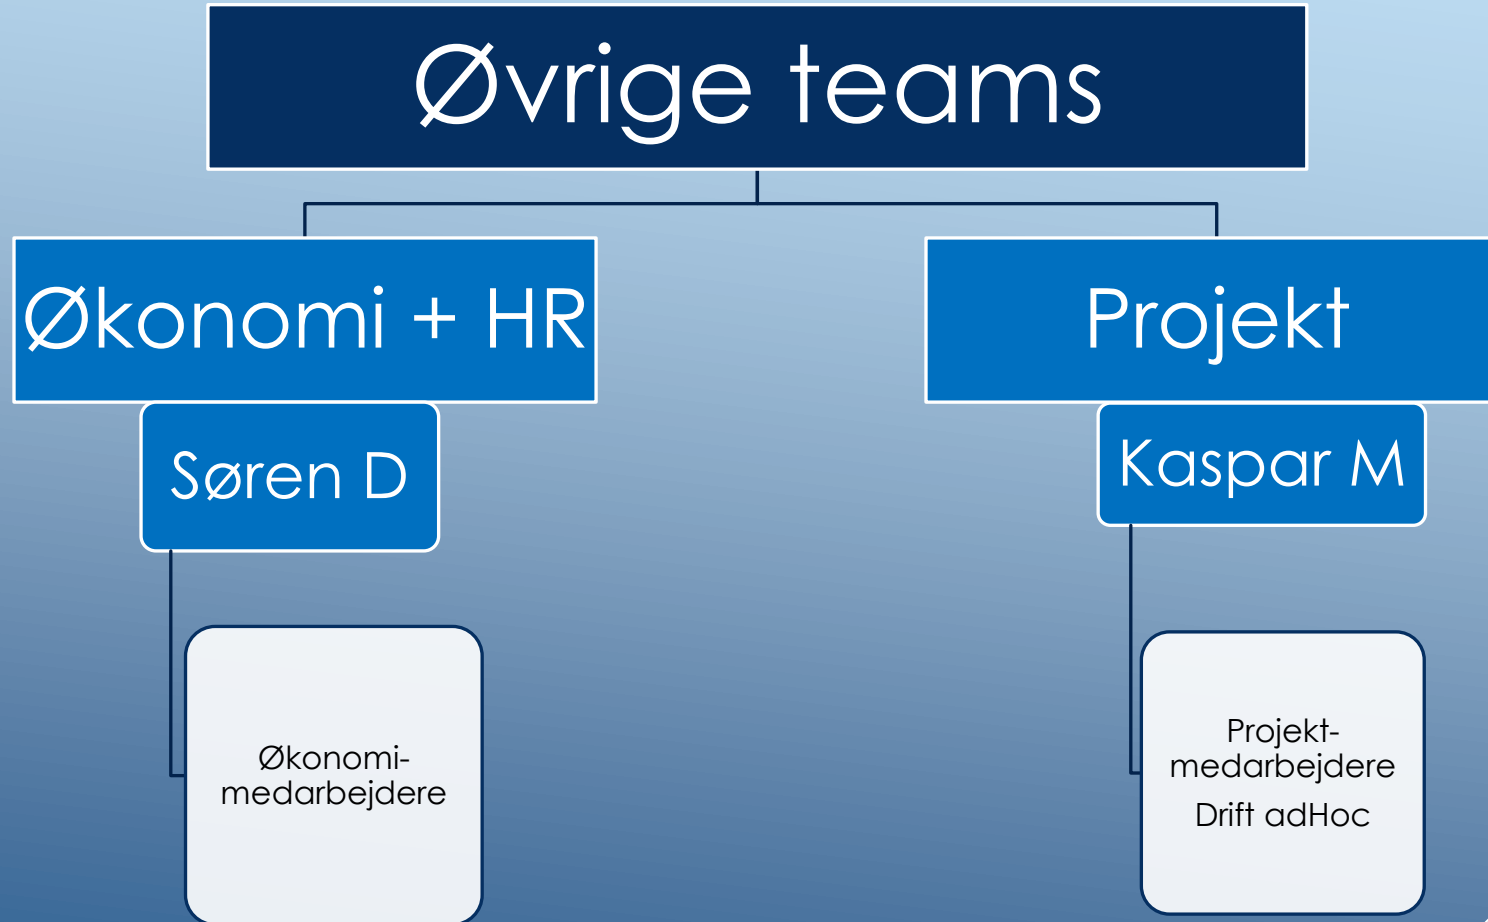 Øvrige teams
Økonomi + HR
Projekt
Søren D
Kaspar M
Økonomi-
medarbejdere
Projekt-
medarbejdere
Drift adHoc